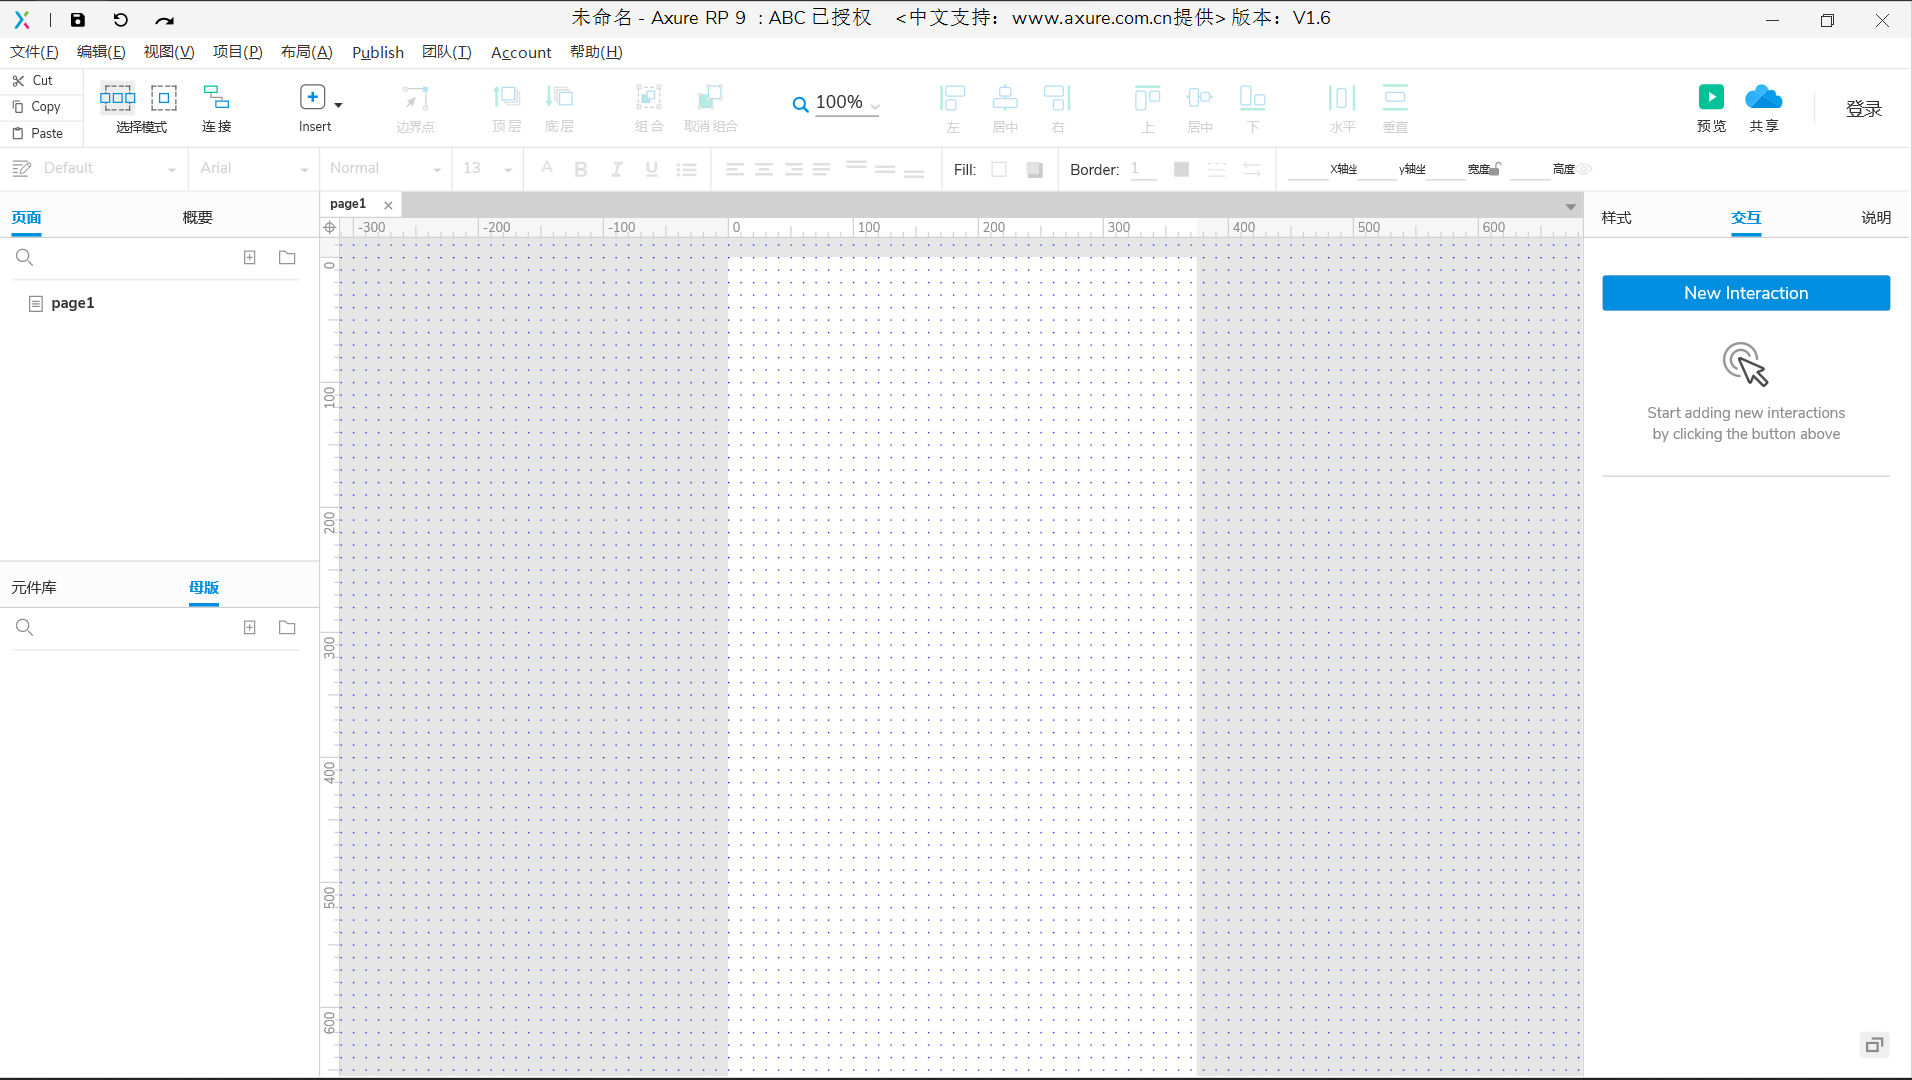 未命名 - Axure RP 9 : ABC 已授权 <中文支持：www.axure.com.cn提供> 版本：V1.6
文件(F) 编辑(E) 视图(V) 项目(P) 布局(A) Publish 团队(T) Account 帮助(H)
Cut
Copy
Paste
选择模式 连接 Insert 边界点 顶层 底层 组合 取消组合 100% 左 居中 右 上 居中 下 水平 垂直 预览 共享 登录
Default Arial Normal 13 Fill: Border: 1 X轴坐 y轴坐 宽度 高度
页面 概要
page1
-300 -200 -100 0 100 200 300 400 500 600
样式 交互 说明
page1
0
100
200
300
400
500
600
New Interaction
Start adding new interactions
by clicking the button above
元件库 母版